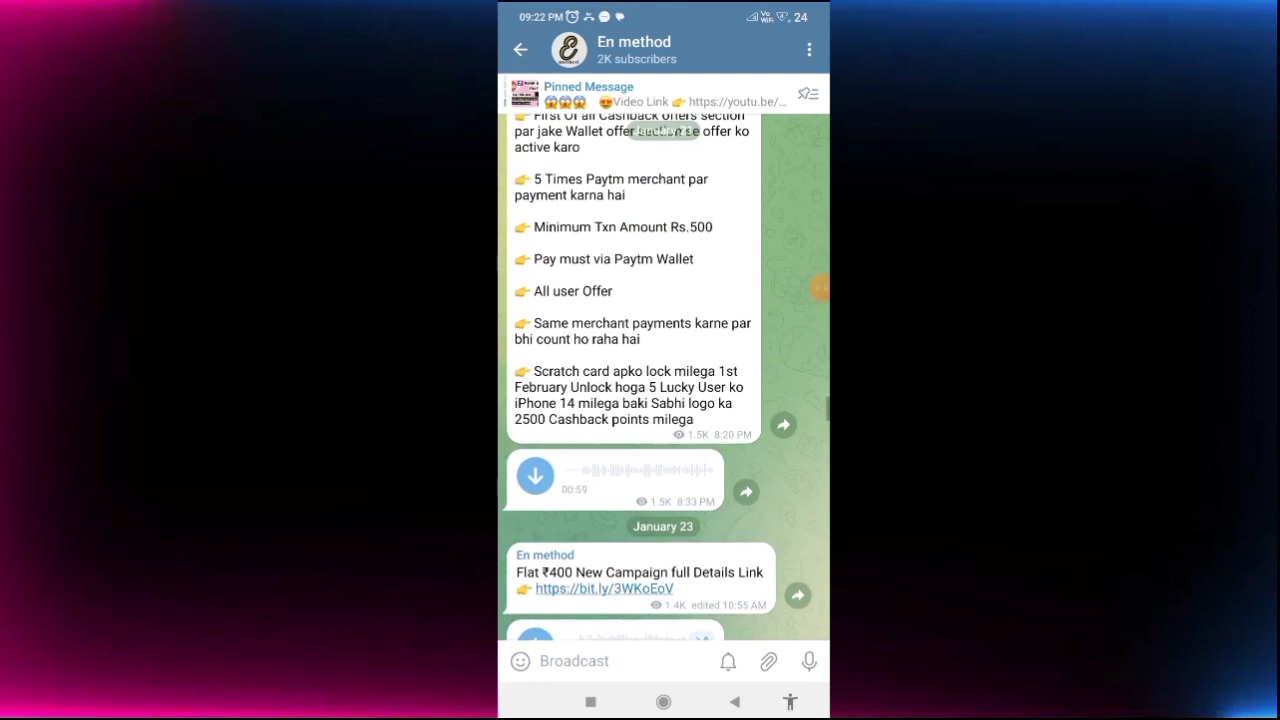 09:22 PM
Vo
WiFi
24
En method
2K subscribers
Pinned Message
😱😱😱 😍Video Link 👉 https://youtu.be/...
👉 First Of all Cashback offers section
par jake Wallet offer section se offer ko
active karo
👉 5 Times Paytm merchant par
payment karna hai
👉 Minimum Txn Amount Rs.500
👉 Pay must via Paytm Wallet
👉 All user Offer
👉 Same merchant payments karne par
bhi count ho raha hai
👉 Scratch card apko lock milega 1st
February Unlock hoga 5 Lucky User ko
iPhone 14 milega baki Sabhi logo ka
2500 Cashback points milega
1.5K 8:20 PM
00:59
1.5K 8:33 PM
January 23
En method
Flat ₹400 New Campaign full Details Link
👉 https://bit.ly/3WKoEoV
1.4K edited 10:55 AM
Broadcast